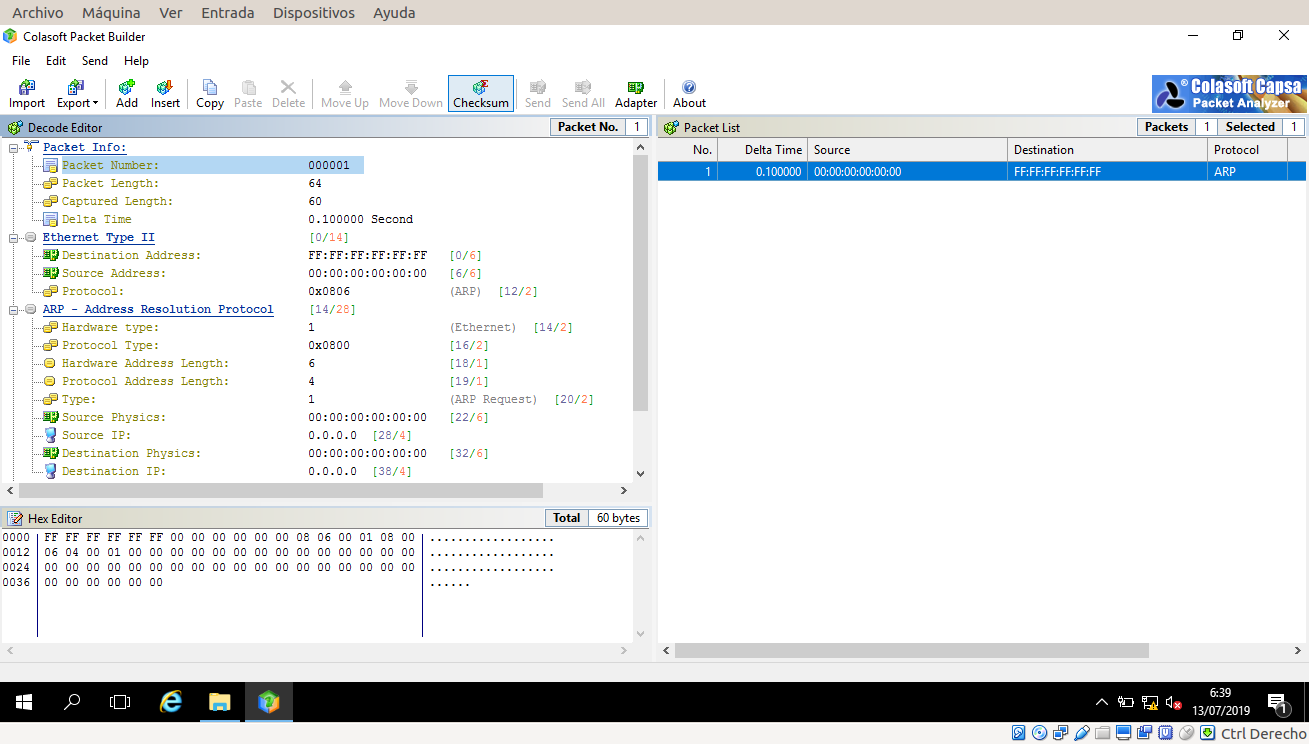 Archivo Máquina Ver Entrada Dispositivos Ayuda
Colasoft Packet Builder
File Edit Send Help
Import Export Add Insert Copy Paste Delete Move Up Move Down Checksum Send Send All Adapter About
® Colasoft Capsa
Packet Analyzer
Decode Editor Packet No. 1
Packet Info:
Packet Number: 000001
Packet Length: 64
Captured Length: 60
Delta Time 0.100000 Second
Ethernet Type II [0/14]
Destination Address: FF:FF:FF:FF:FF:FF [0/6]
Source Address: 00:00:00:00:00:00 [6/6]
Protocol: 0x0806 (ARP) [12/2]
ARP - Address Resolution Protocol [14/28]
Hardware type: 1 (Ethernet) [14/2]
Protocol Type: 0x0800 [16/2]
Hardware Address Length: 6 [18/1]
Protocol Address Length: 4 [19/1]
Type: 1 (ARP Request) [20/2]
Source Physics: 00:00:00:00:00:00 [22/6]
Source IP: 0.0.0.0 [28/4]
Destination Physics: 00:00:00:00:00:00 [32/6]
Destination IP: 0.0.0.0 [38/4]
Hex Editor Total 60 bytes
0000 FF FF FF FF FF FF 00 00 00 00 00 00 08 06 00 01 08 00 ..................
0012 06 04 00 01 00 00 00 00 00 00 00 00 00 00 00 00 00 00 ..................
0024 00 00 00 00 00 00 00 00 00 00 00 00 00 00 00 00 00 00 ..................
0036 00 00 00 00 00 00 ......
Packet List Packets 1 Selected 1
No. Delta Time Source Destination Protocol
1 0.100000 00:00:00:00:00:00 FF:FF:FF:FF:FF:FF ARP
6:39
13/07/2019
1
Ctrl Derecho